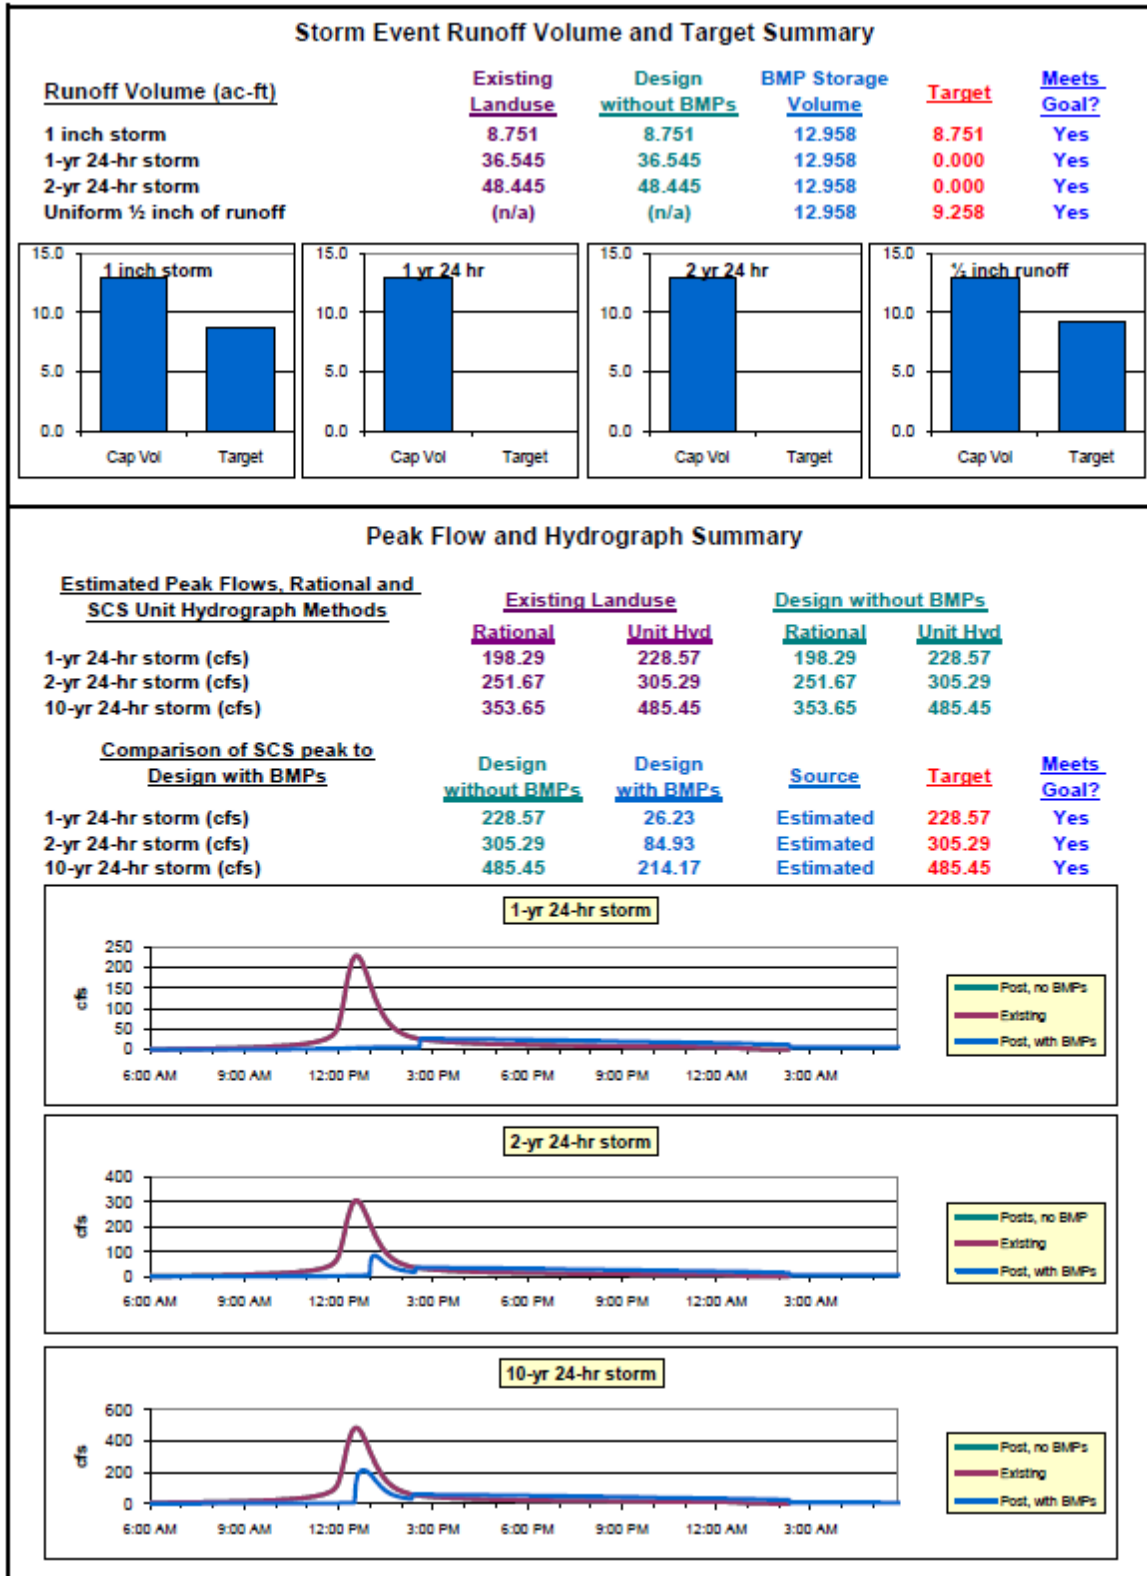 Storm Event Runoff Volume and Target Summary
Runoff Volume (ac-ft) Existing Landuse Design without BMPs BMP Storage Volume Target Meets Goal?
1 inch storm 8.751 8.751 12.958 8.751 Yes
1-yr 24-hr storm 36.545 36.545 12.958 0.000 Yes
2-yr 24-hr storm 48.445 48.445 12.958 0.000 Yes
Uniform ½ inch of runoff (n/a) (n/a) 12.958 9.258 Yes
1 inch storm
15.0
10.0
5.0
0.0
Cap Vol Target
1 yr 24 hr
15.0
10.0
5.0
0.0
Cap Vol Target
2 yr 24 hr
15.0
10.0
5.0
0.0
Cap Vol Target
½ inch runoff
15.0
10.0
5.0
0.0
Cap Vol Target
Peak Flow and Hydrograph Summary
Estimated Peak Flows, Rational and
SCS Unit Hydrograph Methods
Existing Landuse Design without BMPs
Rational Unit Hyd Rational Unit Hyd
1-yr 24-hr storm (cfs) 198.29 228.57 198.29 228.57
2-yr 24-hr storm (cfs) 251.67 305.29 251.67 305.29
10-yr 24-hr storm (cfs) 353.65 485.45 353.65 485.45
Comparison of SCS peak to
Design with BMPs
Design without BMPs Design with BMPs Source Target Meets Goal?
1-yr 24-hr storm (cfs) 228.57 26.23 Estimated 228.57 Yes
2-yr 24-hr storm (cfs) 305.29 84.93 Estimated 305.29 Yes
10-yr 24-hr storm (cfs) 485.45 214.17 Estimated 485.45 Yes
1-yr 24-hr storm
cfs
250
200
150
100
50
0
6:00 AM 9:00 AM 12:00 PM 3:00 PM 6:00 PM 9:00 PM 12:00 AM 3:00 AM
Post, no BMPs
Existing
Post, with BMPs
2-yr 24-hr storm
cfs
400
300
200
100
0
6:00 AM 9:00 AM 12:00 PM 3:00 PM 6:00 PM 9:00 PM 12:00 AM 3:00 AM
Posts, no BMP
Existing
Post, with BMPs
10-yr 24-hr storm
cfs
600
400
200
0
6:00 AM 9:00 AM 12:00 PM 3:00 PM 6:00 PM 9:00 PM 12:00 AM 3:00 AM
Post, no BMPs
Existing
Post, with BMPs